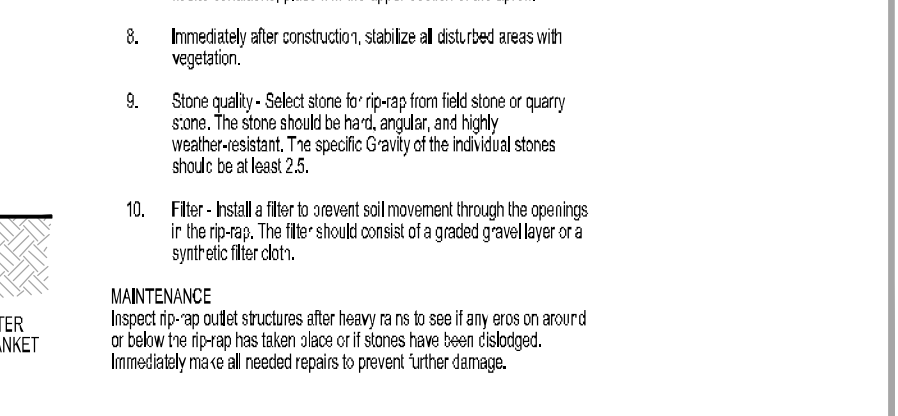 8. Immediately after construction, stabilize all disturbed areas with
vegetation.
9. Stone quality - Select stone for rip-rap from field stone or quarry
stone. The stone should be hard, angular, and highly
weather-resistant. The specific Gravity of the individual stones
should be at least 2.5.
10. Filter - Install a filter to prevent soil movement through the openings
in the rip-rap. The filter should consist of a graded gravel layer or a
synthetic filter cloth.
MAINTENANCE
Inspect rip-rap outlet structures after heavy rains to see if any erosion around
or below the rip-rap has taken place or if stones have been dislodged.
Immediately make all needed repairs to prevent further damage.
TER
ANKET